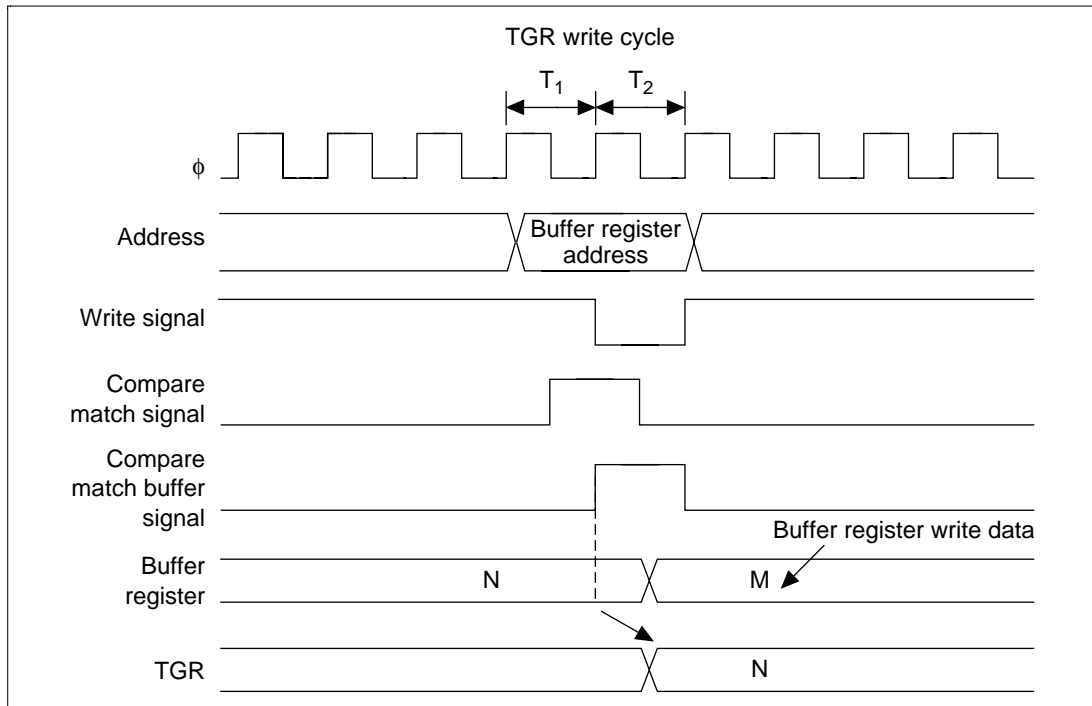 TGR write cycle
T1 T2
ϕ
Address
Buffer register
address
Write signal
Compare
match signal
Compare
match buffer
signal
Buffer register write data
Buffer
register
N M
TGR
N